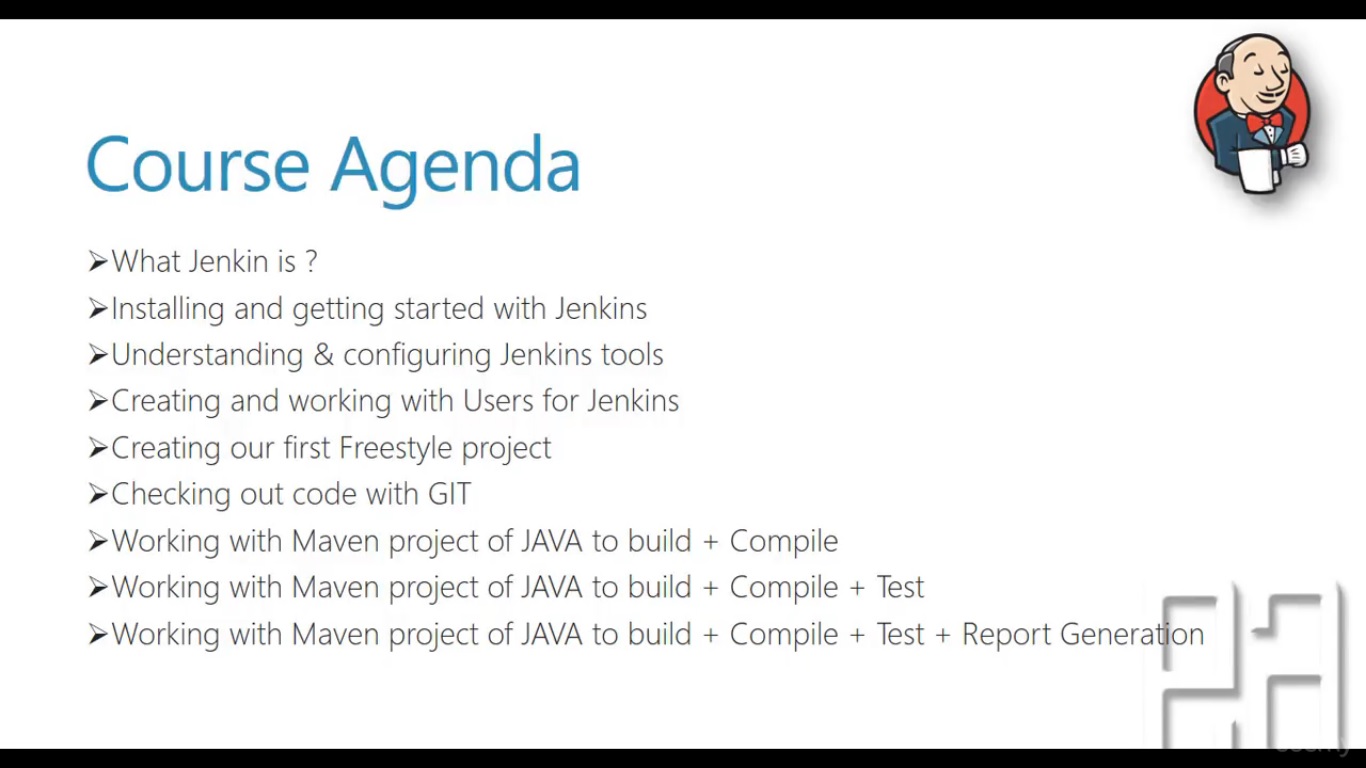 Course Agenda
➢What Jenkin is ?
➢Installing and getting started with Jenkins
➢Understanding & configuring Jenkins tools
➢Creating and working with Users for Jenkins
➢Creating our first Freestyle project
➢Checking out code with GIT
➢Working with Maven project of JAVA to build + Compile
➢Working with Maven project of JAVA to build + Compile + Test
➢Working with Maven project of JAVA to build + Compile + Test + Report Generation